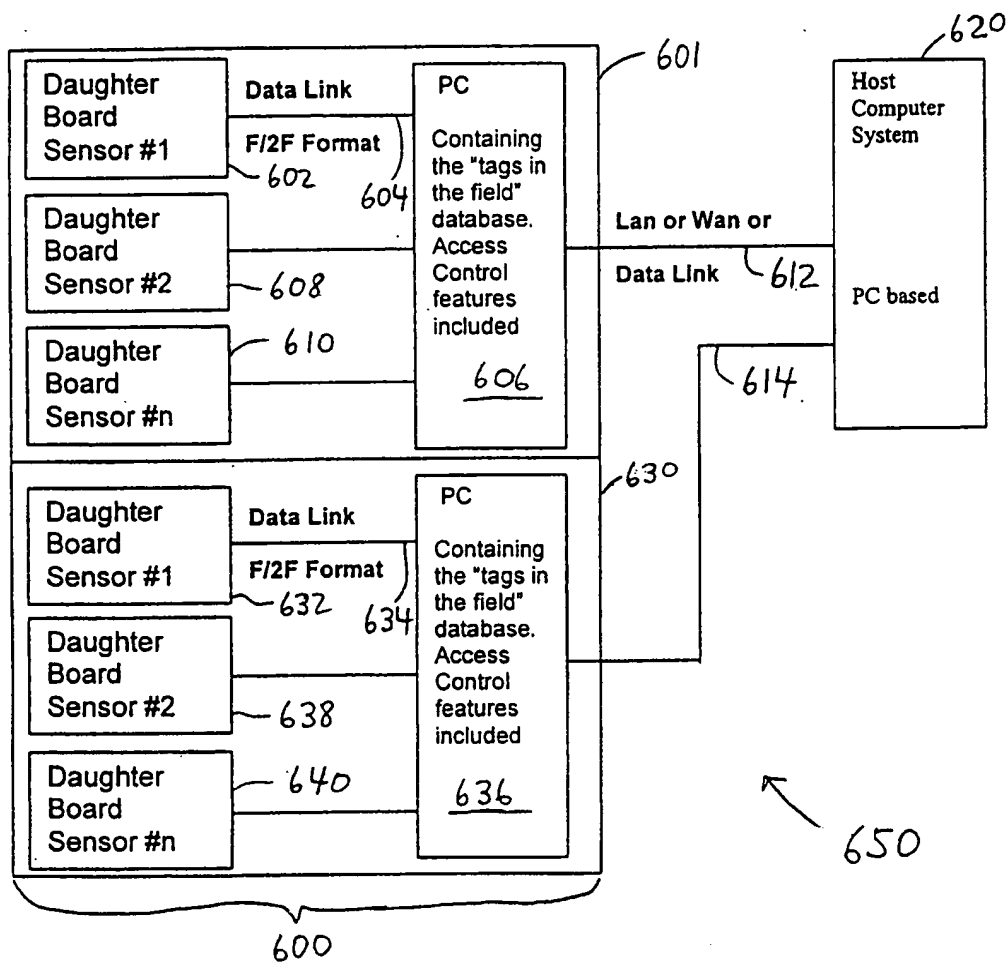 620
601
Daughter
Board
Sensor #1
Data Link
F/2F Format
602
604
PC
Containing
the "tags in
the field"
database.
Access
Control
features
included
606
Host
Computer
System
PC based
Daughter
Board
Sensor #2
608
Lan or Wan or
Data Link
612
Daughter
Board
Sensor #n
610
614
630
Daughter
Board
Sensor #1
Data Link
F/2F Format
632
634
PC
Containing
the "tags in
the field"
database.
Access
Control
features
included
636
Daughter
Board
Sensor #2
638
Daughter
Board
Sensor #n
640
650
600